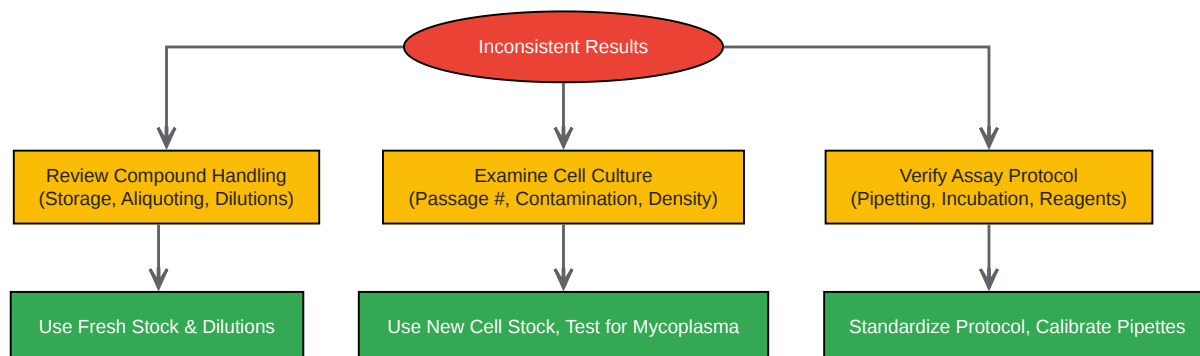 Inconsistent Results
Review Compound Handling
(Storage, Aliquoting, Dilutions)
Examine Cell Culture
(Passage #, Contamination, Density)
Verify Assay Protocol
(Pipetting, Incubation, Reagents)
Use Fresh Stock & Dilutions
Use New Cell Stock, Test for Mycoplasma
Standardize Protocol, Calibrate Pipettes